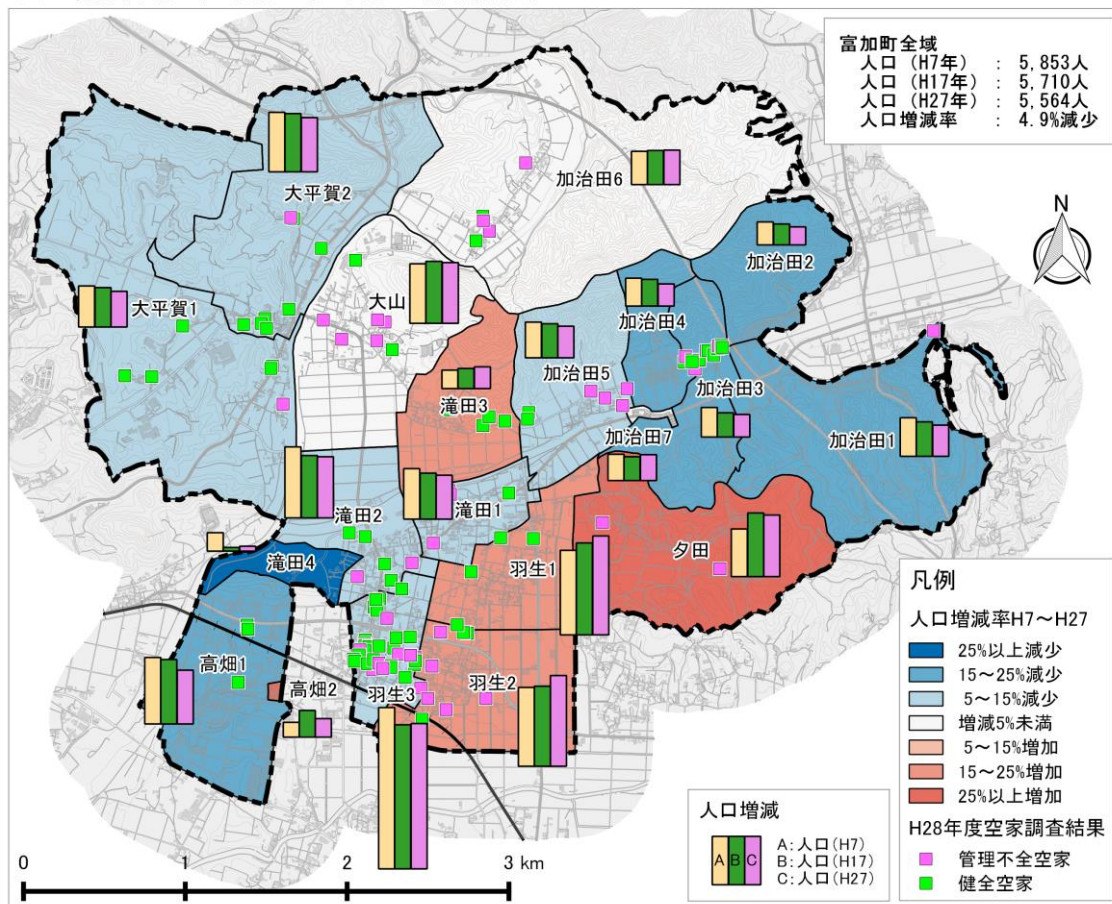 富加町全域
人口（H7年） ： 5,853人
人口（H17年） ： 5,710人
人口（H27年） ： 5,564人
人口増減率 ： 4.9%減少
加治田6
大平賀2
N
加治田2
大平賀1
大山
加治田4
加治田5
滝田3
加治田3
加治田1
加治田7
滝田2
滝田1
夕田
滝田4
羽生1
高畑1
高畑2
羽生3
羽生2
凡例
人口増減率H7～H27
25%以上減少
15～25%減少
5～15%減少
増減5%未満
5～15%増加
15～25%増加
25%以上増加
H28年度空家調査結果
管理不全空家
健全空家
人口増減
A B C
A：人口（H7）
B：人口（H17）
C：人口（H27）
0 1 2 3 km